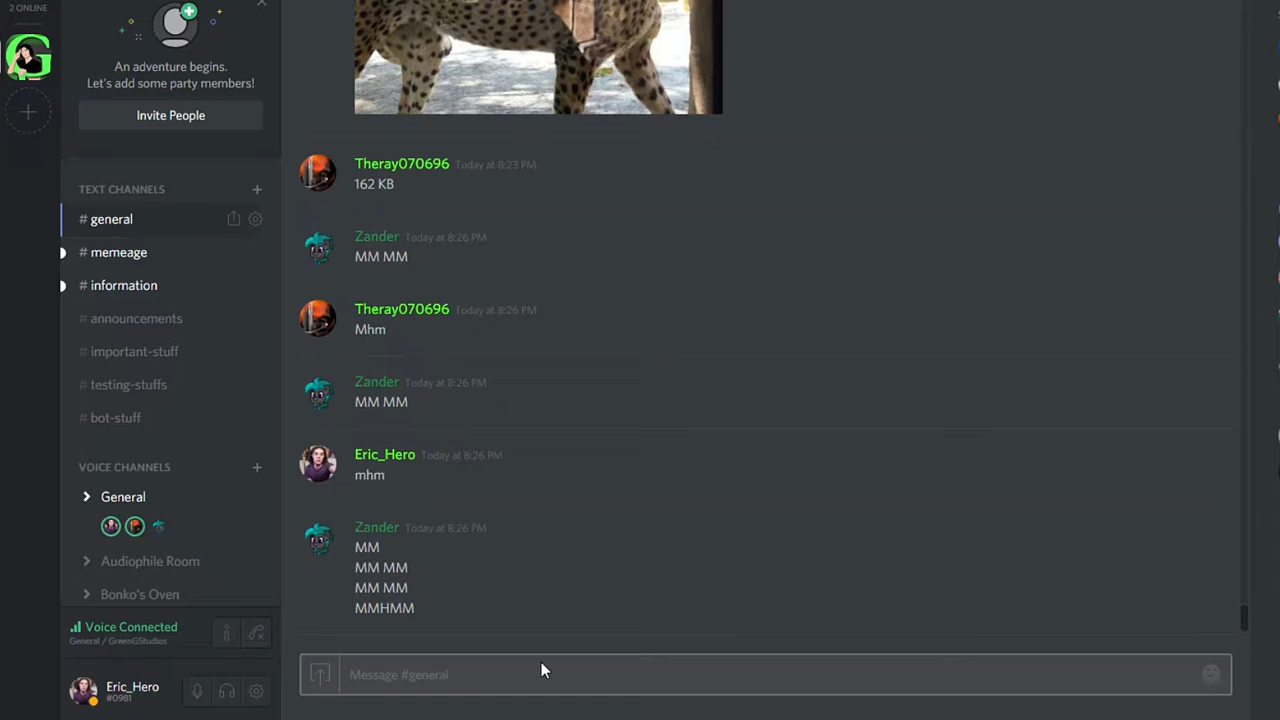 2 ONLINE
G
An adventure begins.
Let's add some party members!
Invite People
TEXT CHANNELS
# general
# memeage
# information
# announcements
# important-stuff
# testing-stuffs
# bot-stuff
VOICE CHANNELS
General
Audiophile Room
Bonko's Oven
Voice Connected
General / GreenGStudios
Eric_Hero
#0981
Theray070696 Today at 8:23 PM
162 KB
Zander Today at 8:26 PM
MM MM
Theray070696 Today at 8:26 PM
Mhm
Zander Today at 8:26 PM
MM MM
Eric_Hero Today at 8:26 PM
mhm
Zander Today at 8:26 PM
MM
MM MM
MM MM
MMHMM
Message #general